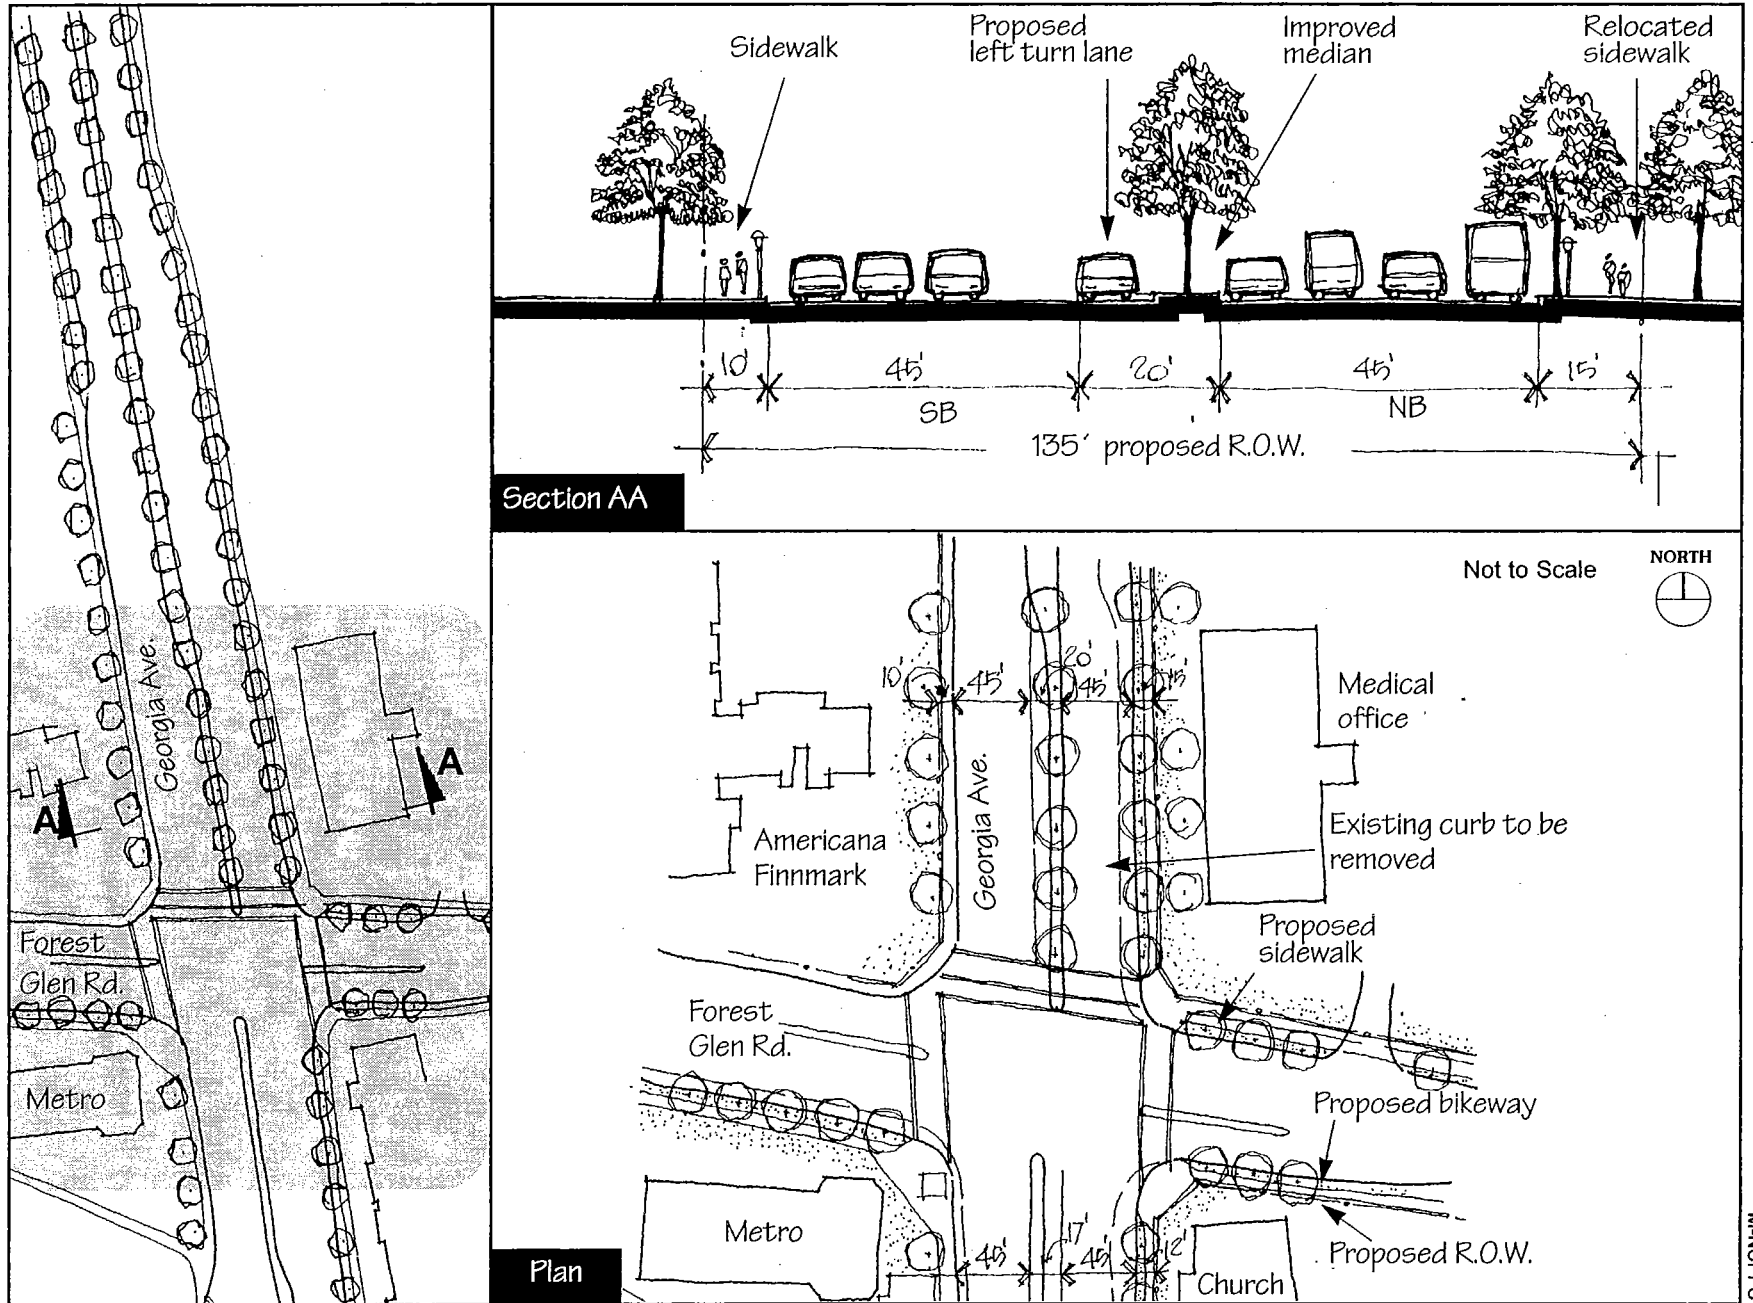 Sidewalk
Proposed
left turn lane
Improved
median
Relocated
sidewalk
10' 45' 20' 45' 15'
SB NB
135' proposed R.O.W.
Section AA
Georgia Ave.
A
A
Forest
Glen Rd.
Metro
Not to Scale
NORTH
10' 45' 20' 45' 15'
Medical
office
Georgia Ave.
Americana
Finnmark
Existing curb to be
removed
Proposed
sidewalk
Forest
Glen Rd.
Proposed bikeway
Metro
45' 17' 45' 12'
Proposed R.O.W.
Church
Plan